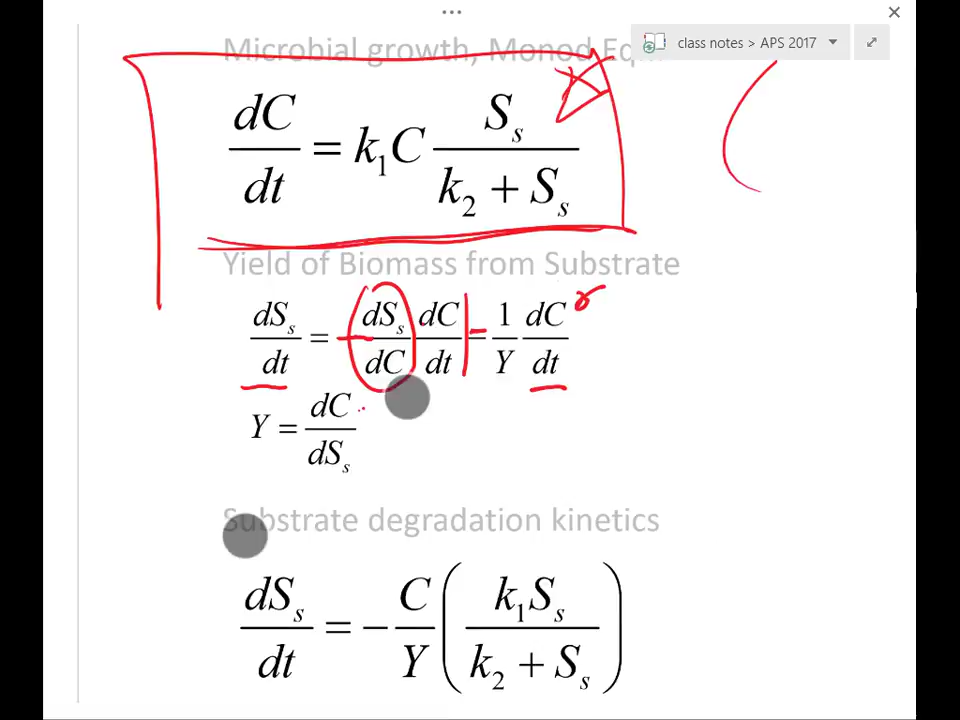 class notes > APS 2017
Microbial growth, Monod Eq
dC/dt = k₁C Sₛ/(k₂ + Sₛ)
Yield of Biomass from Substrate
dSₛ/dt = − dSₛ/dC dC/dt = − 1/Y dC/dt
Y = dC/dSₛ
Substrate degradation kinetics
dSₛ/dt = − C/Y (k₁Sₛ/(k₂ + Sₛ))